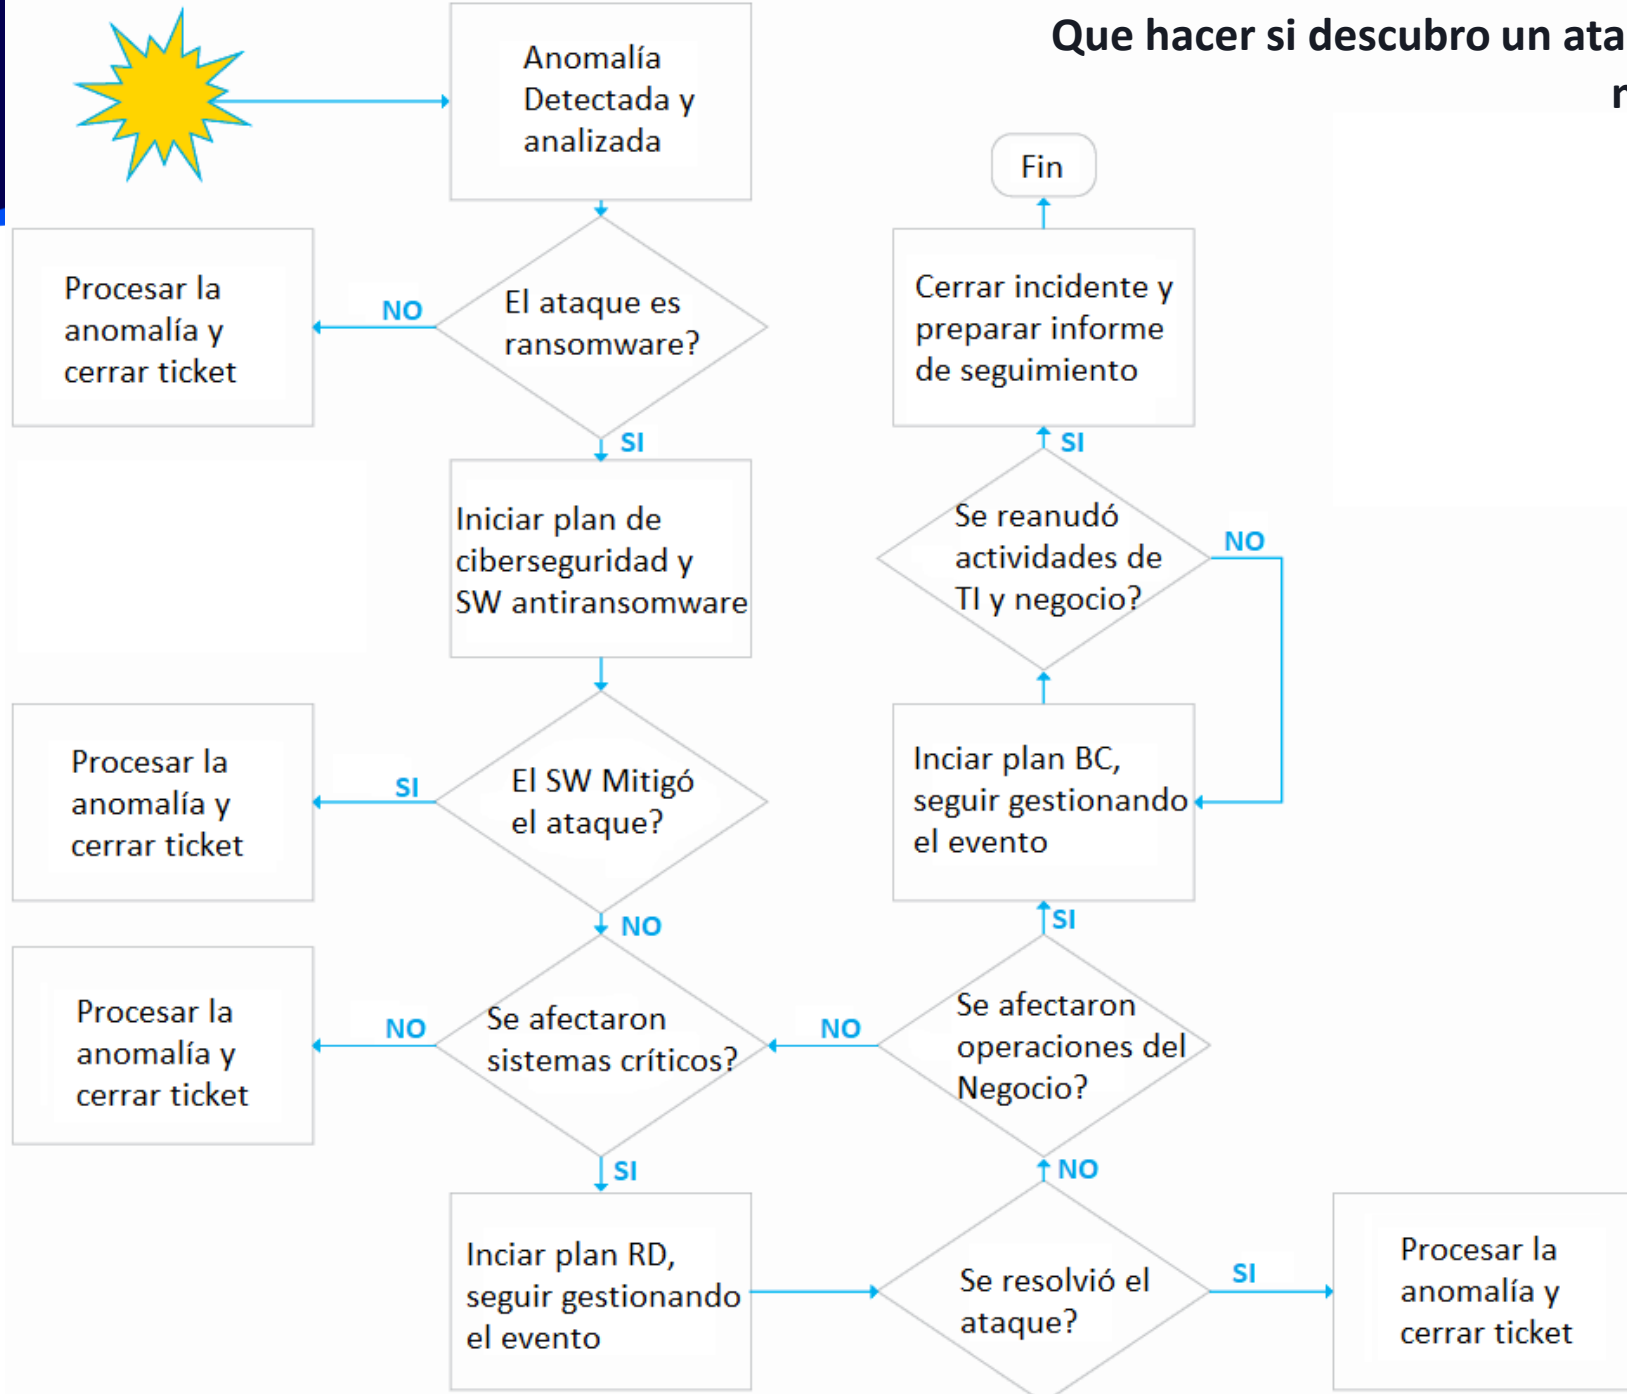 Que hacer si descubro un
Anomalía
Detectada y
analizada
El ataque es
ransomware?
NO
Procesar la
anomalía y
cerrar ticket
SI
Iniciar plan de
ciberseguridad y
SW antiransomware
El SW Mitigó
el ataque?
SI
Procesar la
anomalía y
cerrar ticket
NO
Se afectaron
sistemas críticos?
NO
Procesar la
anomalía y
cerrar ticket
SI
Inciar plan RD,
seguir gestionando
el evento
Se resolvió el
ataque?
SI
Procesar la
anomalía y
cerrar ticket
NO
Se afectaron
operaciones del
Negocio?
NO
SI
Inciar plan BC,
seguir gestionando
el evento
Se reanudó
actividades de
TI y negocio?
NO
SI
Cerrar incidente y
preparar informe
de seguimiento
Fin